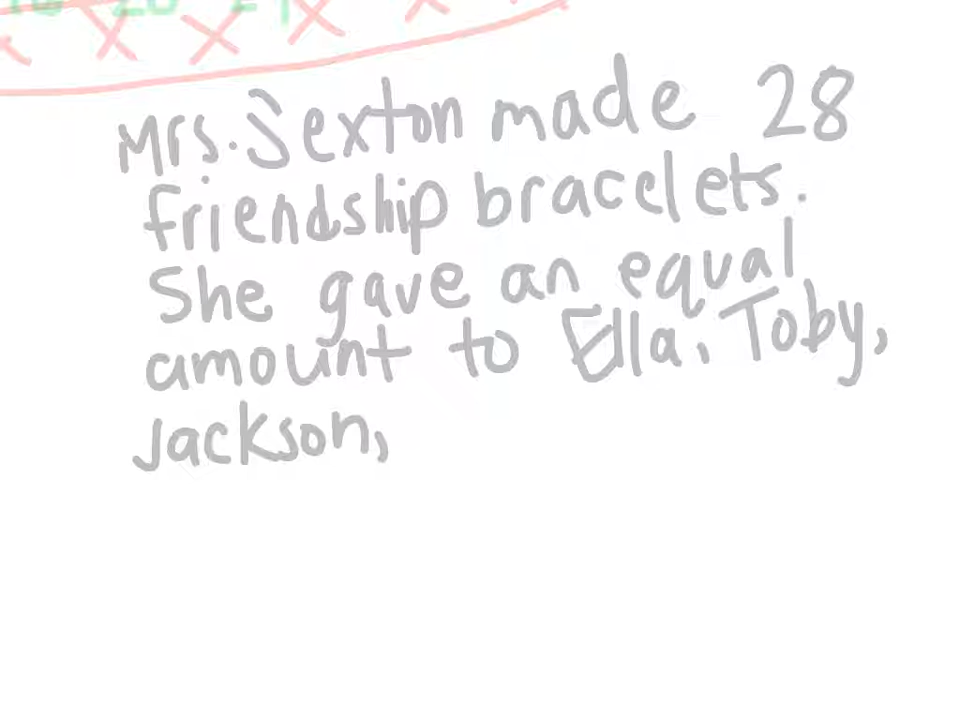 Mrs. Sexton made 28
friendship bracelets.
She gave an equal
amount to Ella, Toby,
Jackson,